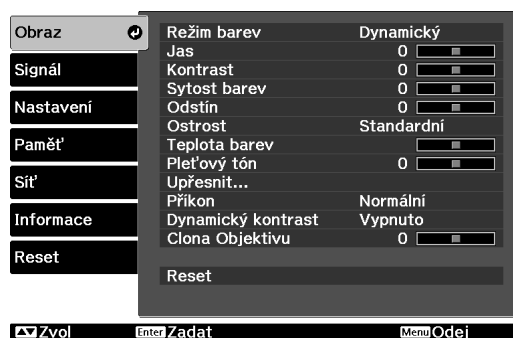 Obraz
Signál
Nastavení
Paměť
Síť
Informace
Reset
Režim barev Dynamický
Jas 0
Kontrast 0
Sytost barev 0
Odstín 0
Ostrost Standardní
Teplota barev
Pleťový tón 0
Upřesnit...
Příkon Normální
Dynamický kontrast Vypnuto
Clona Objektivu 0
Reset
Zvol Enter Zadat Menu Odej